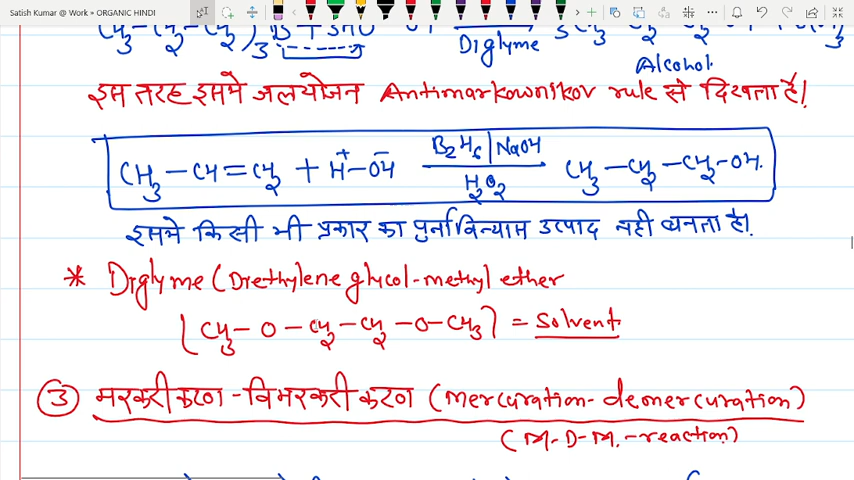 Satish Kumar @ Work » ORGANIC HINDI
Diglyme
Alcohol
इस तरह इसमे जलयोजन Antimarkownikov rule से दिखता है।
CH3 – CH = CH2 + H+ – OH− B2H6 | NaOH / H2O2 CH3 – CH2 – CH2 – OH.
इसमे किसी भी प्रकार का पुर्नाविन्यास उत्पाद नही बनता है।
* Diglyme (Diethylene glycol-methyl ether
[CH3 – O – CH2 – CH2 – O – CH3] = Solvent
③ मरकरीकरण - विमरकरीकरण (Mercuration-demercuration)
(M-D-M.-reaction)